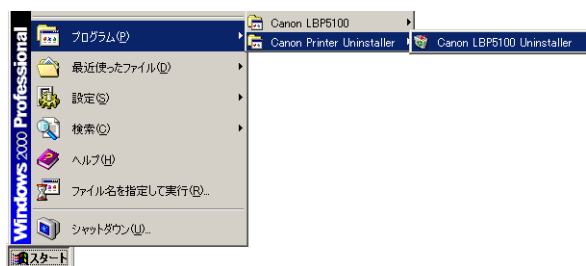 Windows 2000 Professional
プログラム(P)
最近使ったファイル(D)
設定(S)
検索(C)
ヘルプ(H)
ファイル名を指定して実行(R)...
シャットダウン(U)...
スタート
Canon LBP5100
Canon Printer Uninstaller
Canon LBP5100 Uninstaller